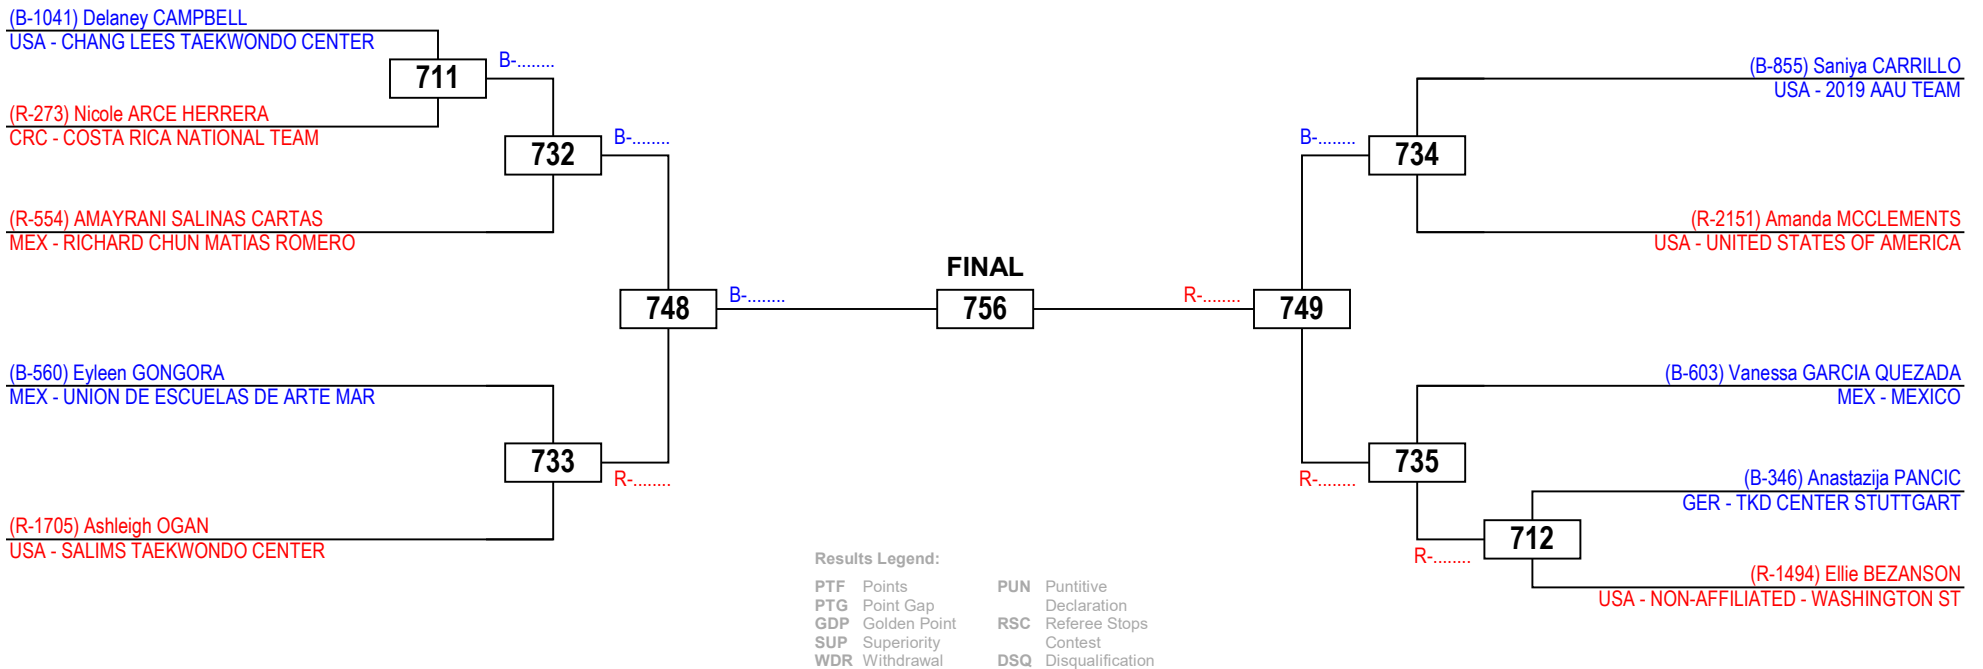 (B-1041) Delaney CAMPBELL
USA - CHANG LEES TAEKWONDO CENTER
711
B-........
(R-273) Nicole ARCE HERRERA
CRC - COSTA RICA NATIONAL TEAM
732
B-........
(R-554) AMAYRANI SALINAS CARTAS
MEX - RICHARD CHUN MATIAS ROMERO
748
B-........
(B-560) Eyleen GONGORA
MEX - UNION DE ESCUELAS DE ARTE MAR
733
R-........
(R-1705) Ashleigh OGAN
USA - SALIMS TAEKWONDO CENTER
FINAL
756
(B-855) Saniya CARRILLO
USA - 2019 AAU TEAM
B-........
734
(R-2151) Amanda MCCLEMENTS
USA - UNITED STATES OF AMERICA
R-........
749
(B-603) Vanessa GARCIA QUEZADA
MEX - MEXICO
735
R-........
(B-346) Anastazija PANCIC
GER - TKD CENTER STUTTGART
712
R-........
(R-1494) Ellie BEZANSON
USA - NON-AFFILIATED - WASHINGTON ST
Results Legend:
PTF Points
PTG Point Gap
GDP Golden Point
SUP Superiority
WDR Withdrawal
PUN Puntitive
Declaration
RSC Referee Stops
Contest
DSQ Disqualification